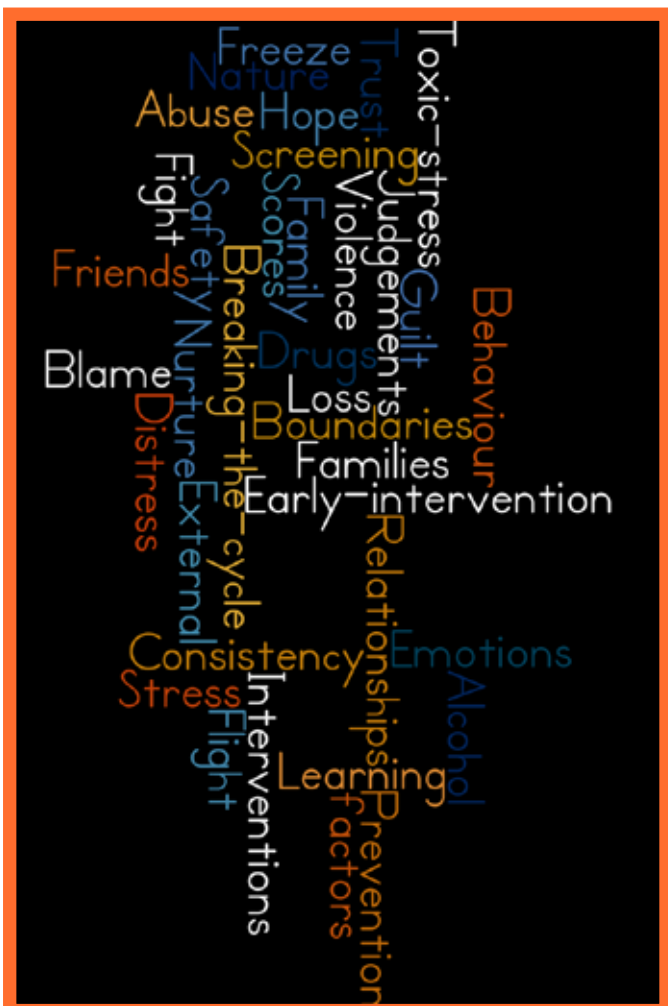 Freeze
Trust
Toxic-stress
Nature
Abuse
Hope
Screening
Fight
Safety
Scores
Family
Violence
Judgements
Friends
Breaking-the-cycle
Guilt
Behaviour
Nurture
Drugs
Blame
Loss
Distress
Boundaries
Families
External
Early-intervention
Relationships
Consistency
Emotions
Stress
Interventions
Alcohol
Flight
Learning
factors
Prevention